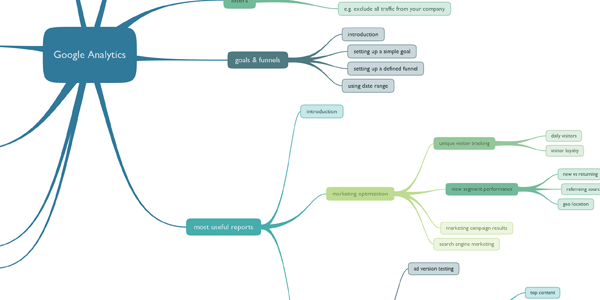 filters
e.g. exclude all traffic from your company
Google Analytics
goals & funnels
introduction
setting up a simple goal
setting up a defined funnel
using date range
introduction
most useful reports
marketing optimization
unique visitor tracking
daily visitors
visitor loyalty
view segment performance
new vs returning
referring sourc
geo location
marketing campaign results
search engine marketing
ad version testing
top content